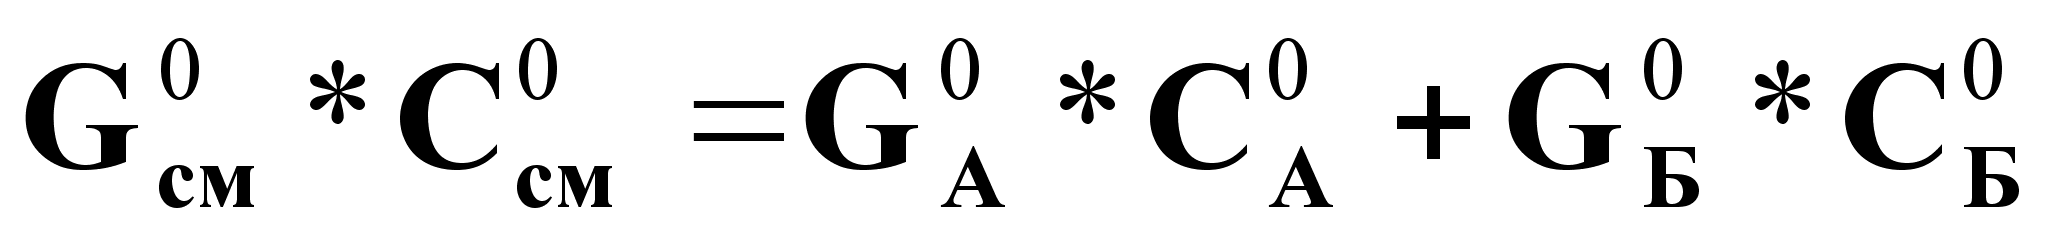 G⁰см * C⁰см = G⁰А * C⁰А + G⁰Б * C⁰Б